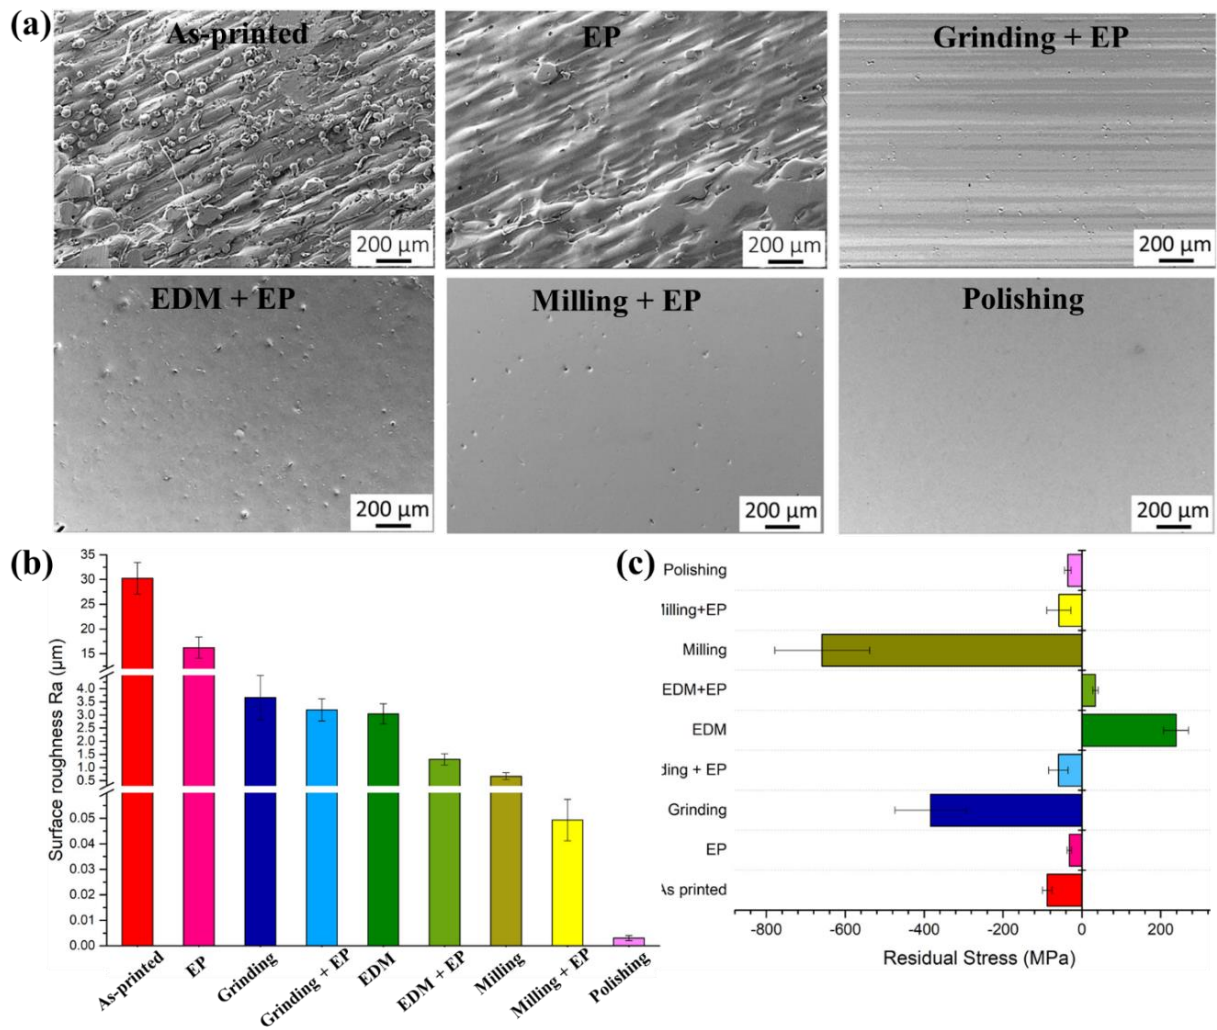 (a)
As-printed
EP
Grinding + EP
200 µm
200 µm
200 µm
EDM + EP
Milling + EP
Polishing
200 µm
200 µm
200 µm
(b)
Surface roughness Ra (µm)
35
30
25
20
15
4.0
3.5
3.0
2.5
2.0
1.5
1.0
0.5
0.05
0.04
0.03
0.02
0.01
0.00
As-printed
EP
Grinding
Grinding + EP
EDM
EDM + EP
Milling
Milling + EP
Polishing
(c)
Polishing
illing+EP
Milling
EDM+EP
EDM
ding + EP
Grinding
EP
As printed
-800
-600
-400
-200
0
200
Residual Stress (MPa)